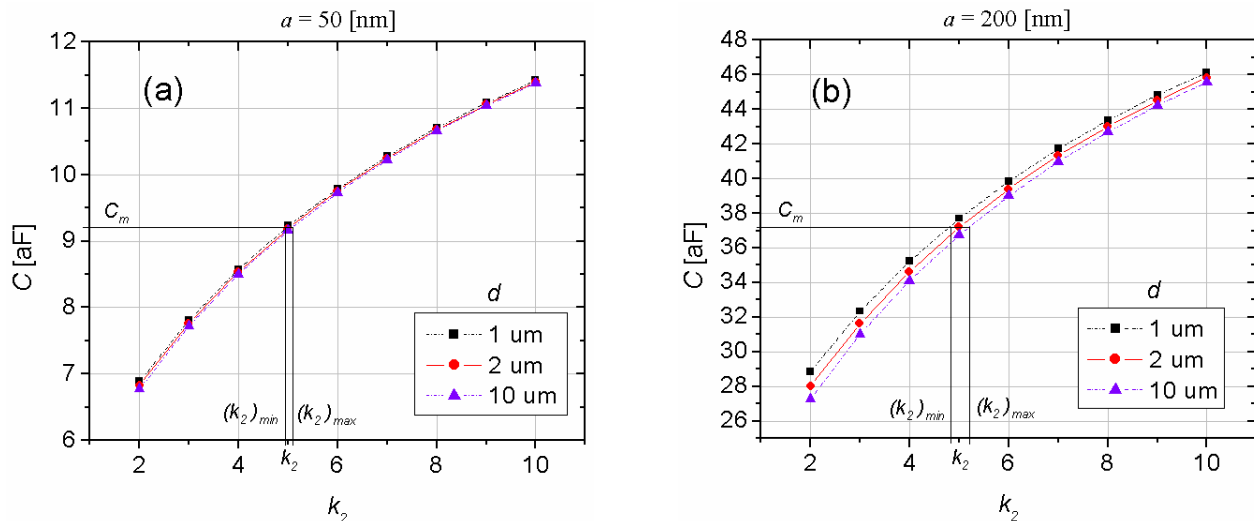 a = 50 [nm]
(a)
12
11
10
9
8
7
6
C [aF]
C_m
d
1 um
2 um
10 um
(k_2)_min
(k_2)_max
k_2
2
4
6
8
10
k_2
a = 200 [nm]
(b)
48
46
44
42
40
38
36
34
32
30
28
26
C [aF]
C_m
d
1 um
2 um
10 um
(k_2)_min
(k_2)_max
k_2
2
4
6
8
10
k_2